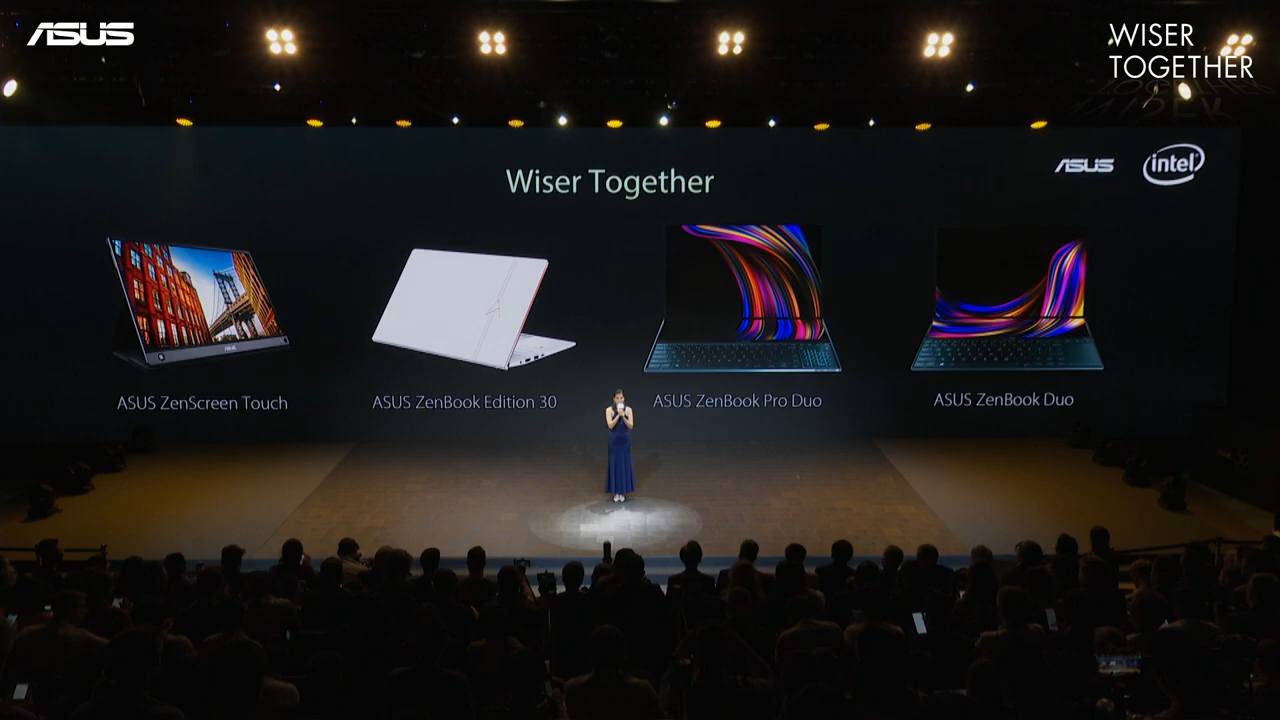 ASUS
WISER
TOGETHER
Wiser Together
ASUS
intel
ASUS ZenScreen Touch
ASUS ZenBook Edition 30
ASUS ZenBook Pro Duo
ASUS ZenBook Duo